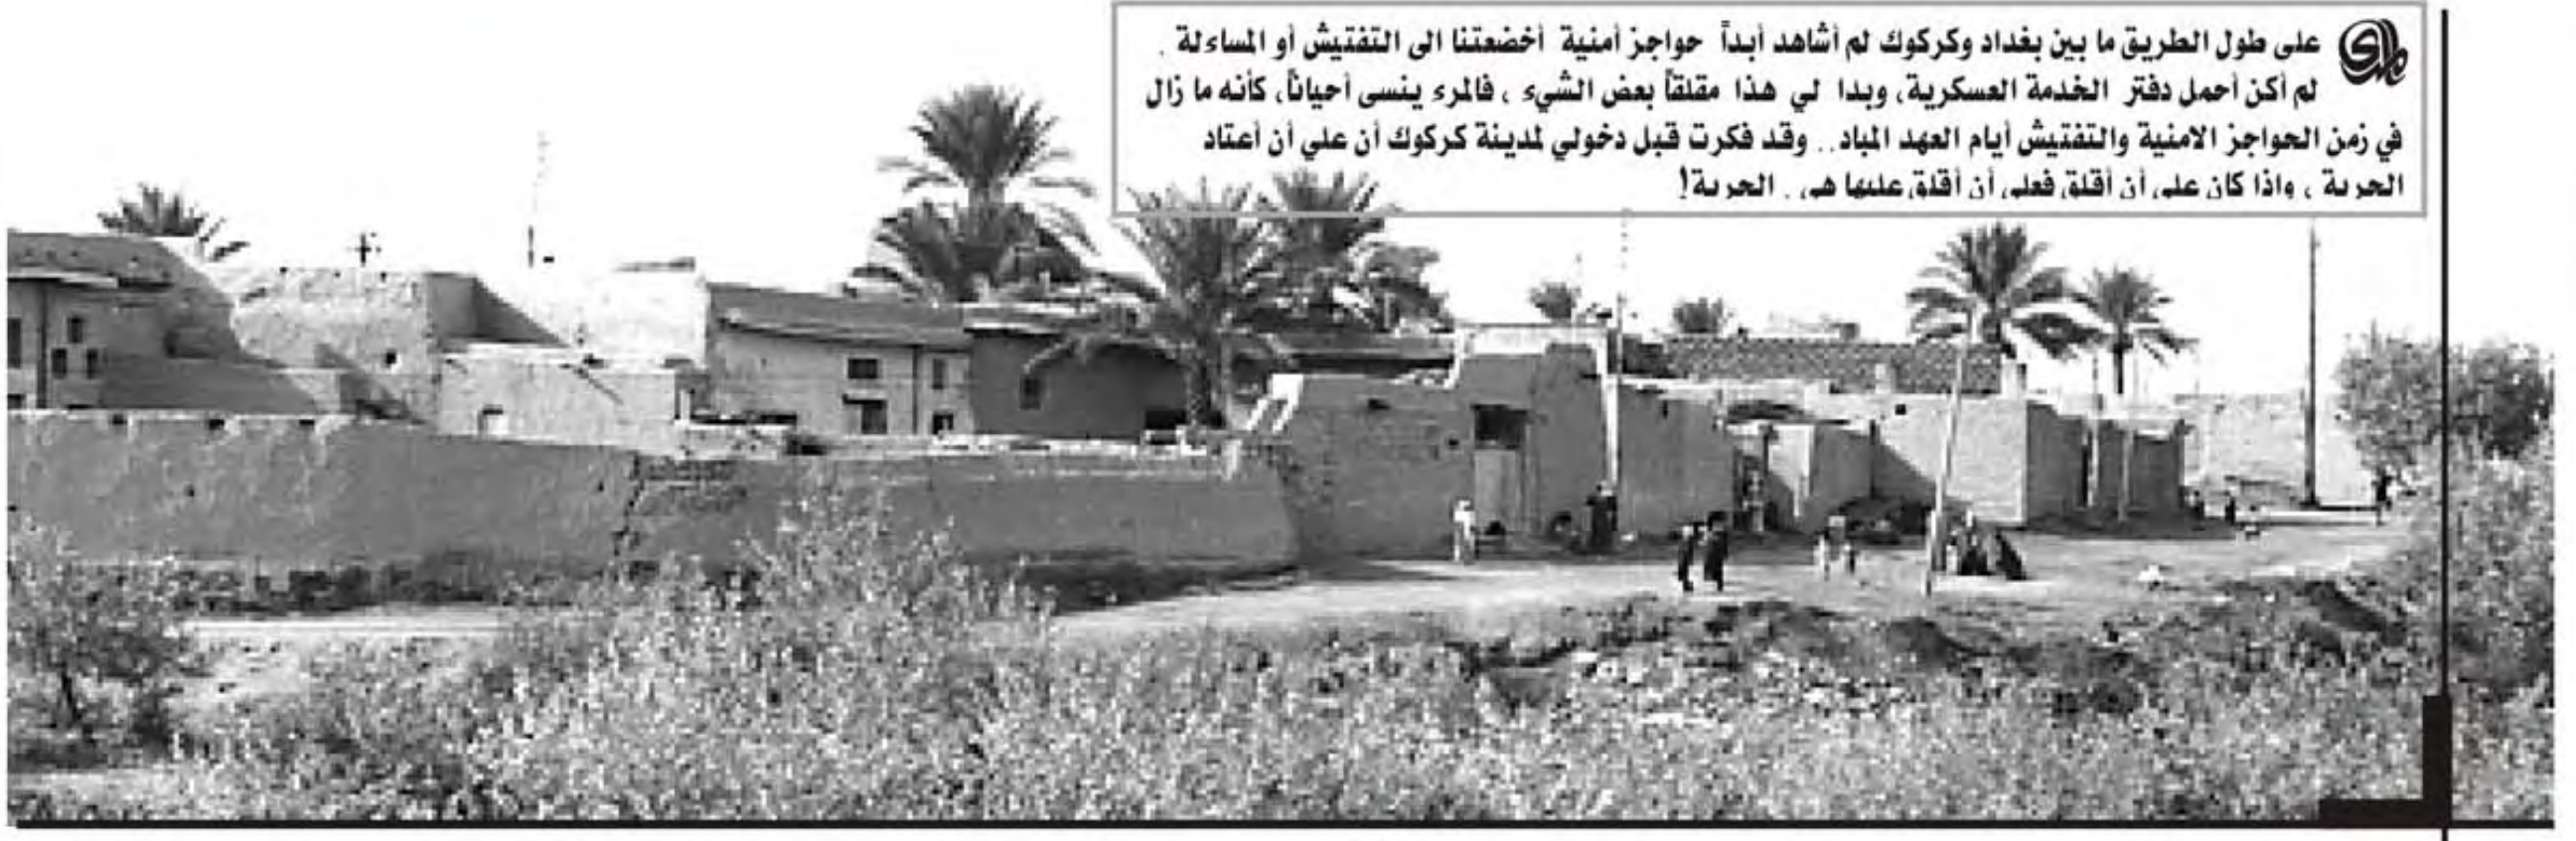 على طول الطريق ما بين بغداد وكركوك لم أشاهد أبداً حواجز أمنية أخضعتنا الى التفتيش أو المساءلة .
لم أكن أحمل دفتر الخدمة العسكرية، وبدا لي هذا مقلقاً بعض الشيء ، فالمرء ينسى أحياناً، كأنه ما زال
في زمن الحواجز الامنية والتفتيش أيام العهد المباد.. وقد فكرت قبل دخولي لمدينة كركوك أن علي أن أعتاد
الحرية ، واذا كان علي أن أقلق فعلي أن أقلق عليها هي . الحرية!